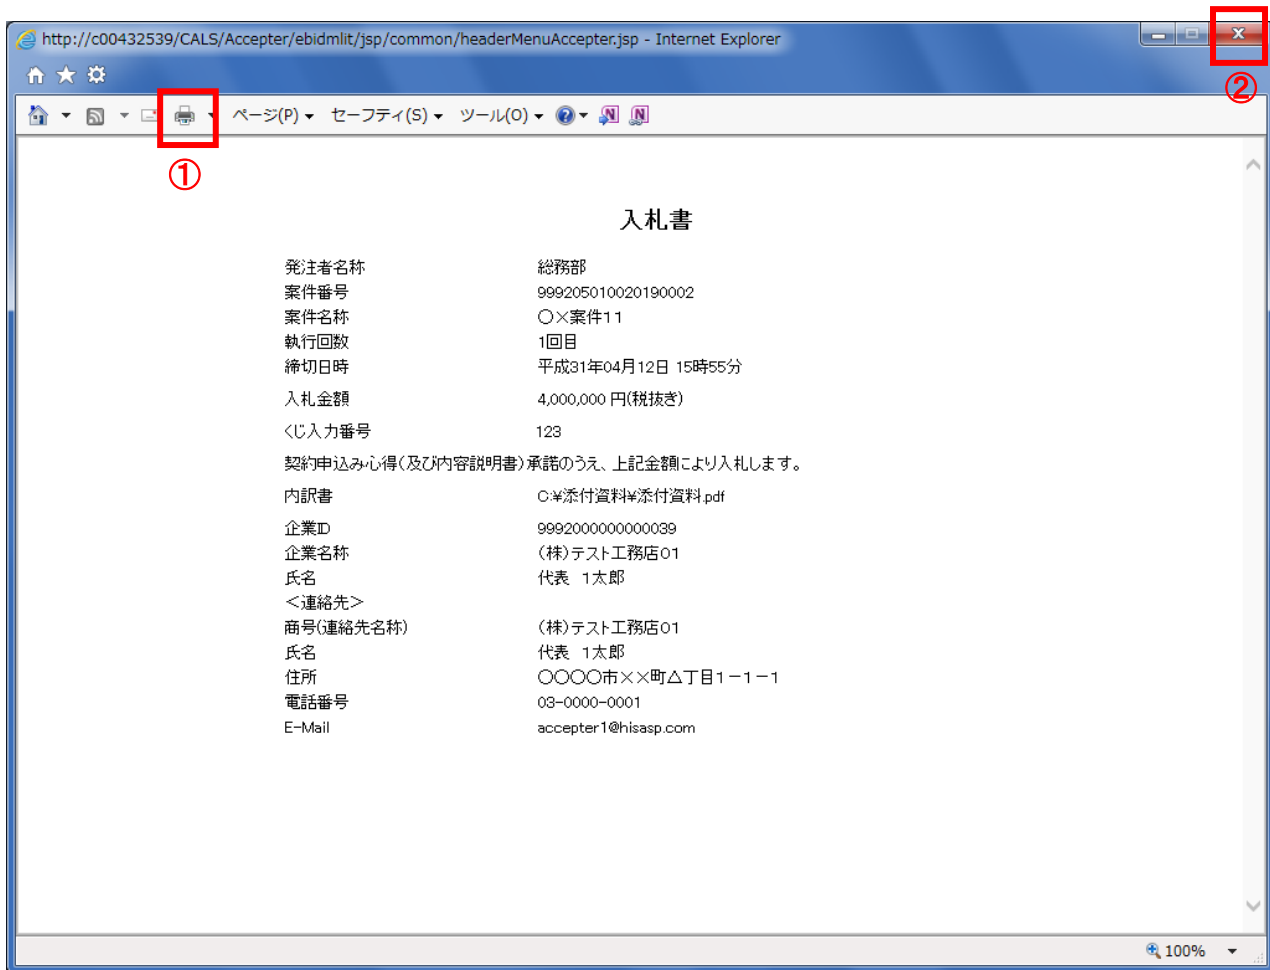 http://c00432539/CALS/Accepter/ebidmlit/jsp/common/headerMenuAccepter.jsp - Internet Explorer
x
②
ページ(P) セーフティ(S) ツール(O)
①
入札書
発注者名称 総務部
案件番号 999205010020190002
案件名称 ○×案件11
執行回数 1回目
締切日時 平成31年04月12日 15時55分
入札金額 4,000,000 円(税抜き)
くじ入力番号 123
契約申込み心得(及び内容説明書)承諾のうえ、上記金額により入札します。
内訳書 C:¥添付資料¥添付資料.pdf
企業ID 9992000000000039
企業名称 (株)テスト工務店01
氏名 代表 1太郎
<連絡先>
商号(連絡先名称) (株)テスト工務店01
氏名 代表 1太郎
住所 ○○○○市××町△丁目1-1-1
電話番号 03-0000-0001
E-Mail accepter1@hisasp.com
100%